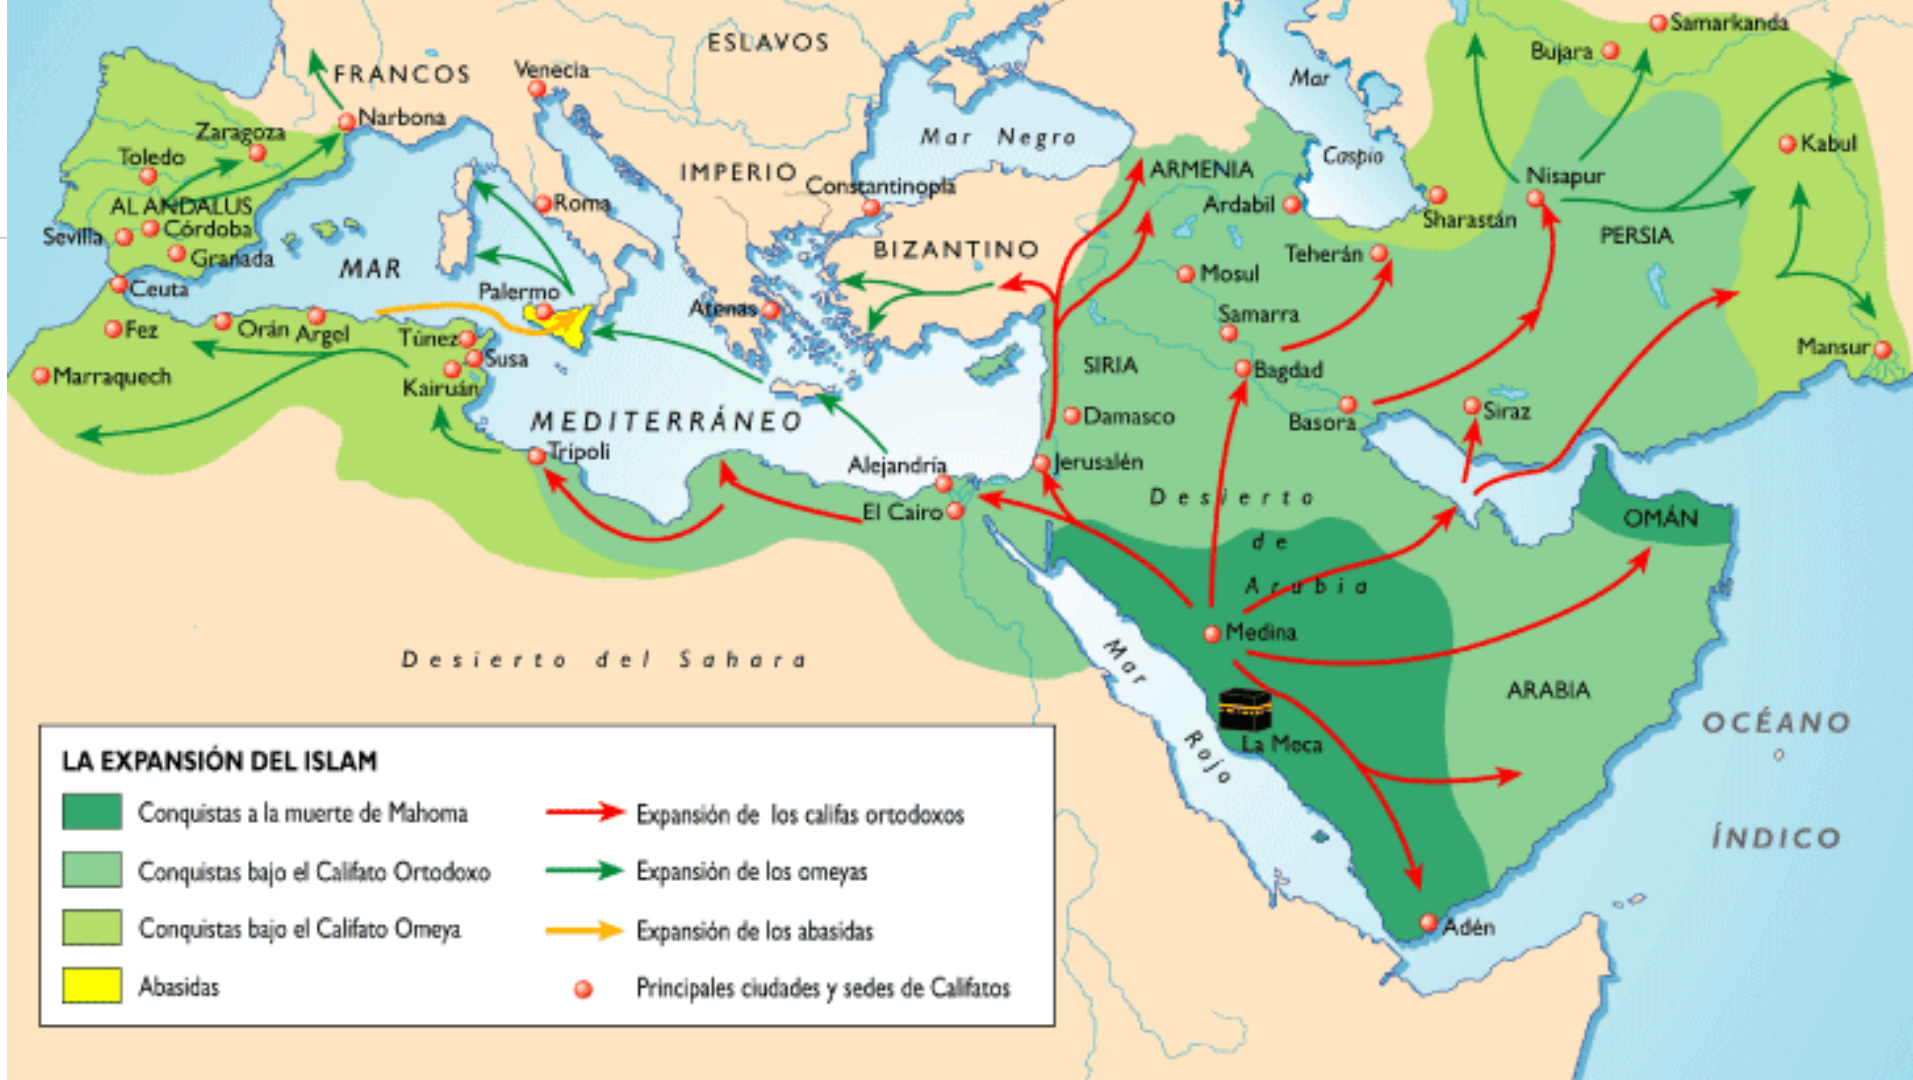 ESLAVOS
Samarkanda
Bujara
FRANCOS
Venecia
Mar
Narbona
Zaragoza
Mar Negro
Kabul
Toledo
Caspio
IMPERIO
ARMENIA
Constantinopla
Nisapur
AL ANDALUS
Roma
Ardabil
Sharastán
Córdoba
Sevilla
PERSIA
Granada
BIZANTINO
Teherán
MAR
Mosul
Ceuta
Palermo
Atenas
Samarra
Fez
Orán
Argel
Túnez
Mansur
Susa
SIRIA
Bagdad
Marraquech
Kairuán
MEDITERRÁNEO
Damasco
Basora
Siraz
Trípoli
Alejandría
Jerusalén
Desierto
El Cairo
OMÁN
de
Arabia
Medina
Desierto del Sahara
Mar
Rojo
ARABIA
La Meca
OCÉANO
ÍNDICO
Adén
LA EXPANSIÓN DEL ISLAM
Conquistas a la muerte de Mahoma
Conquistas bajo el Califato Ortodoxo
Conquistas bajo el Califato Omeya
Abasidas
Expansión de los califas ortodoxos
Expansión de los omeyas
Expansión de los abasidas
Principales ciudades y sedes de Califatos